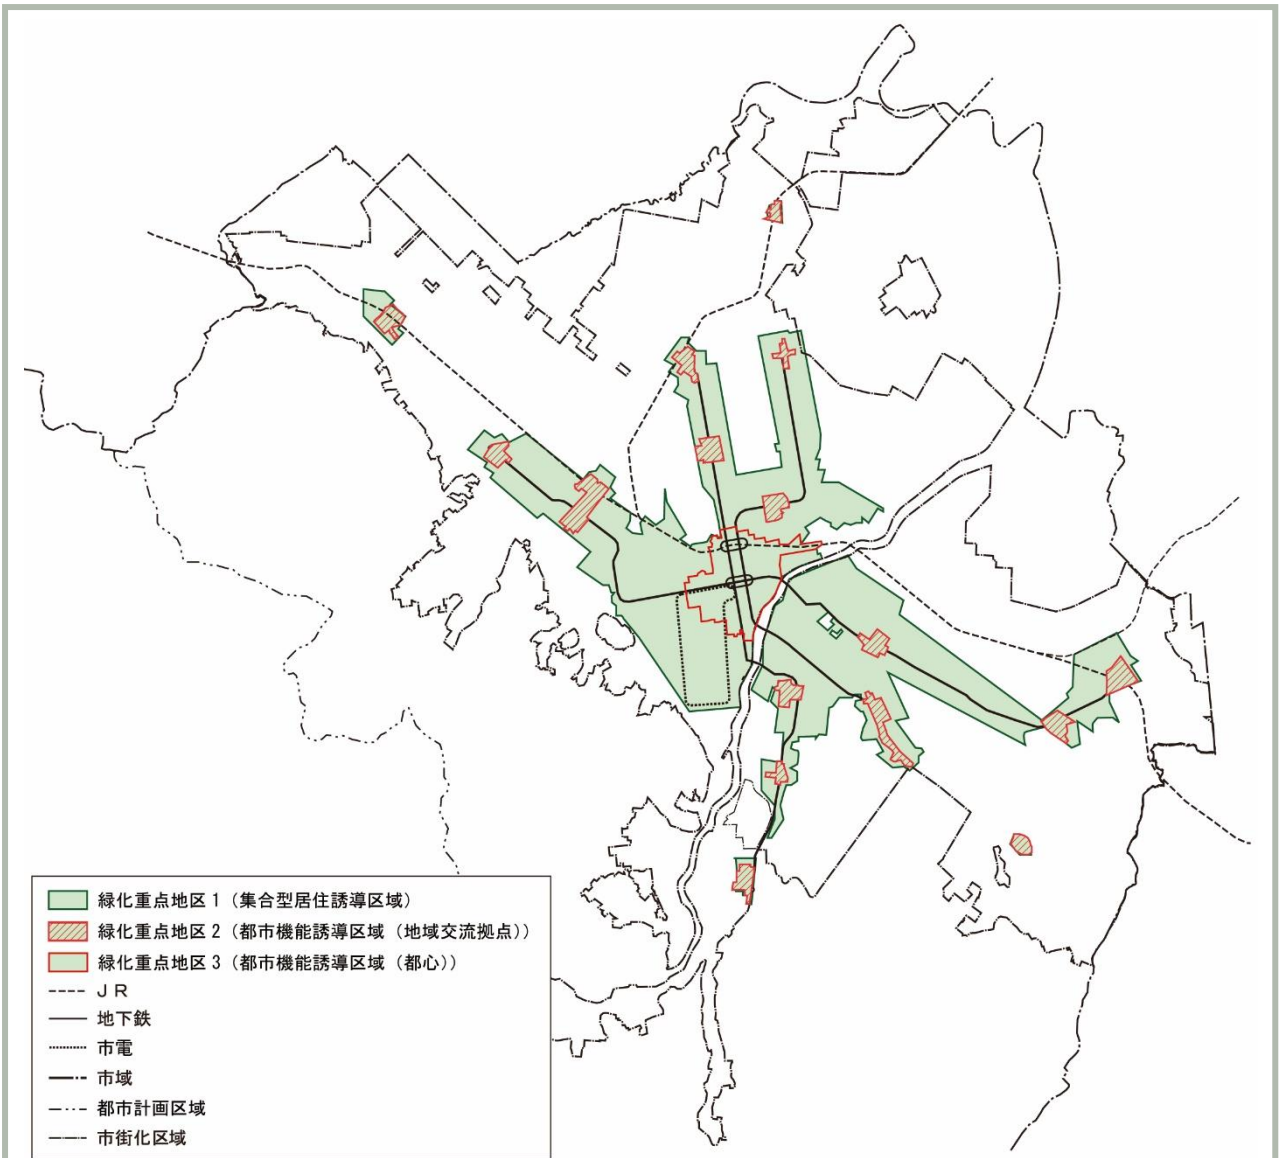 緑化重点地区1(集合型居住誘導区域)
緑化重点地区2(都市機能誘導区域(地域交流拠点))
緑化重点地区3(都市機能誘導区域(都心))
JR
地下鉄
市電
市域
都市計画区域
市街化区域